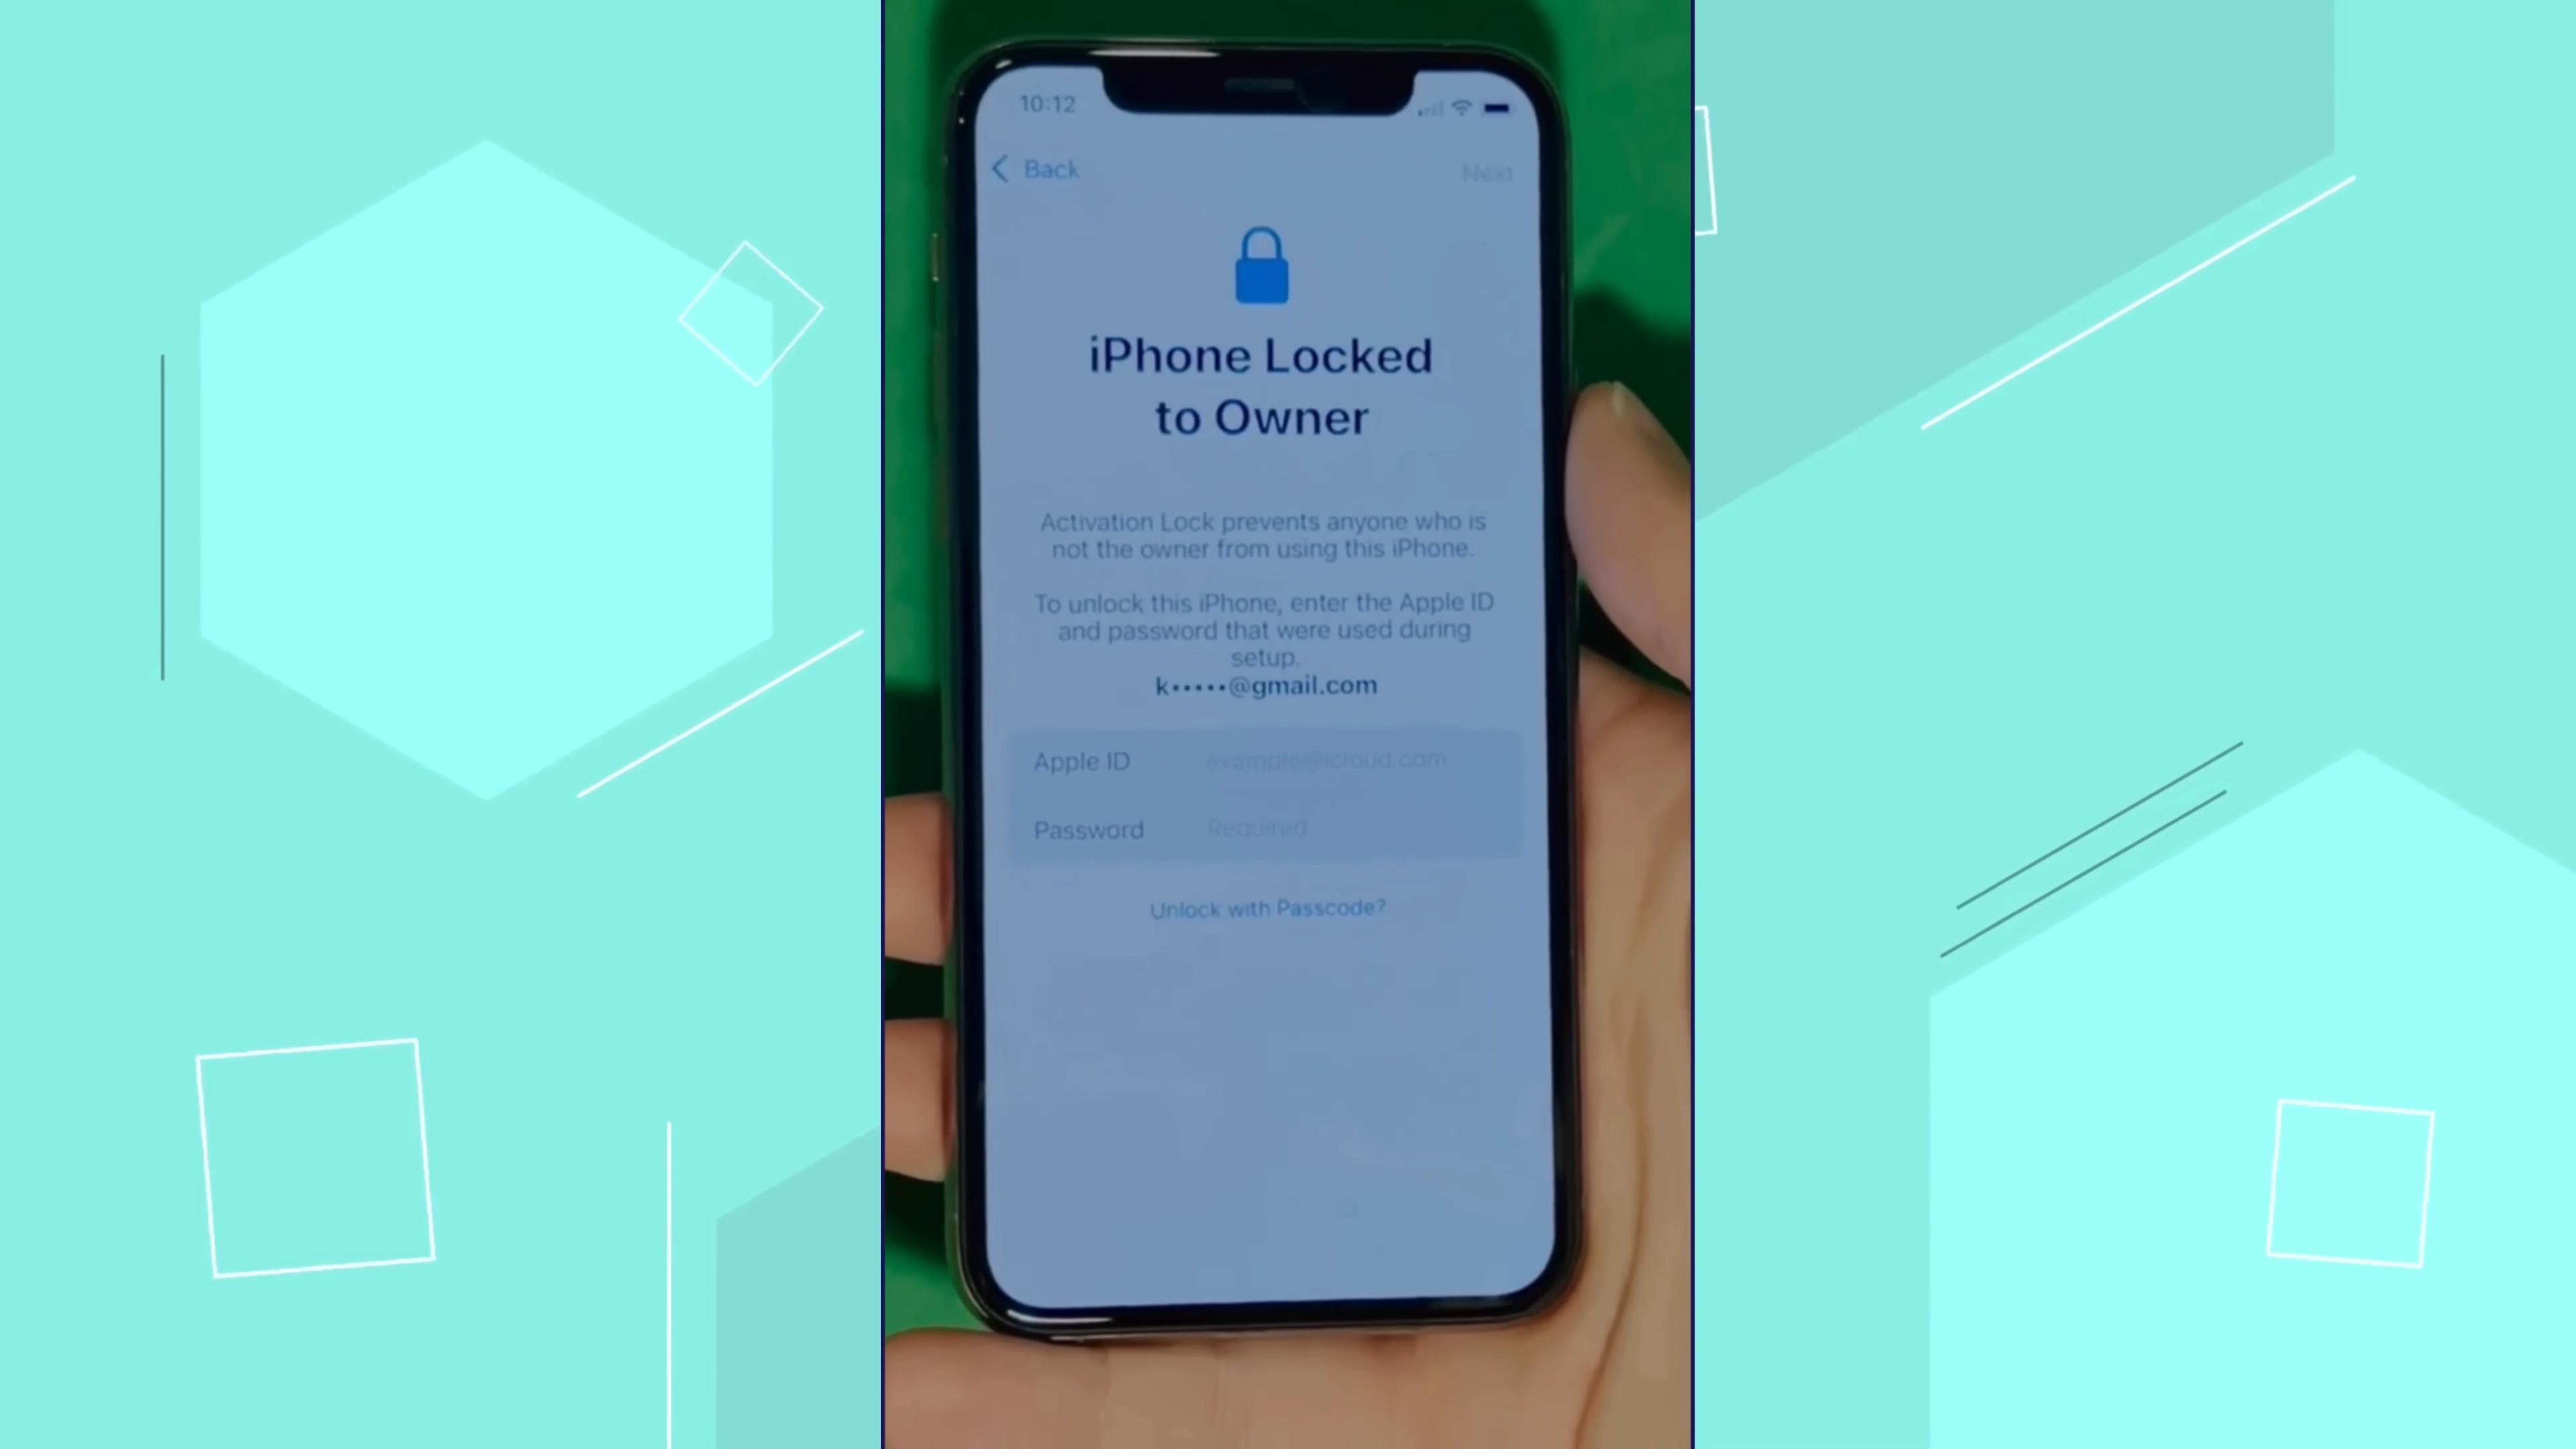 10:12
Back
Next
iPhone Locked
to Owner
Activation Lock prevents anyone who is
not the owner from using this iPhone.
To unlock this iPhone, enter the Apple ID
and password that were used during
setup.
k•••••@gmail.com
Apple ID example@icloud.com
Password Required
Unlock with Passcode?